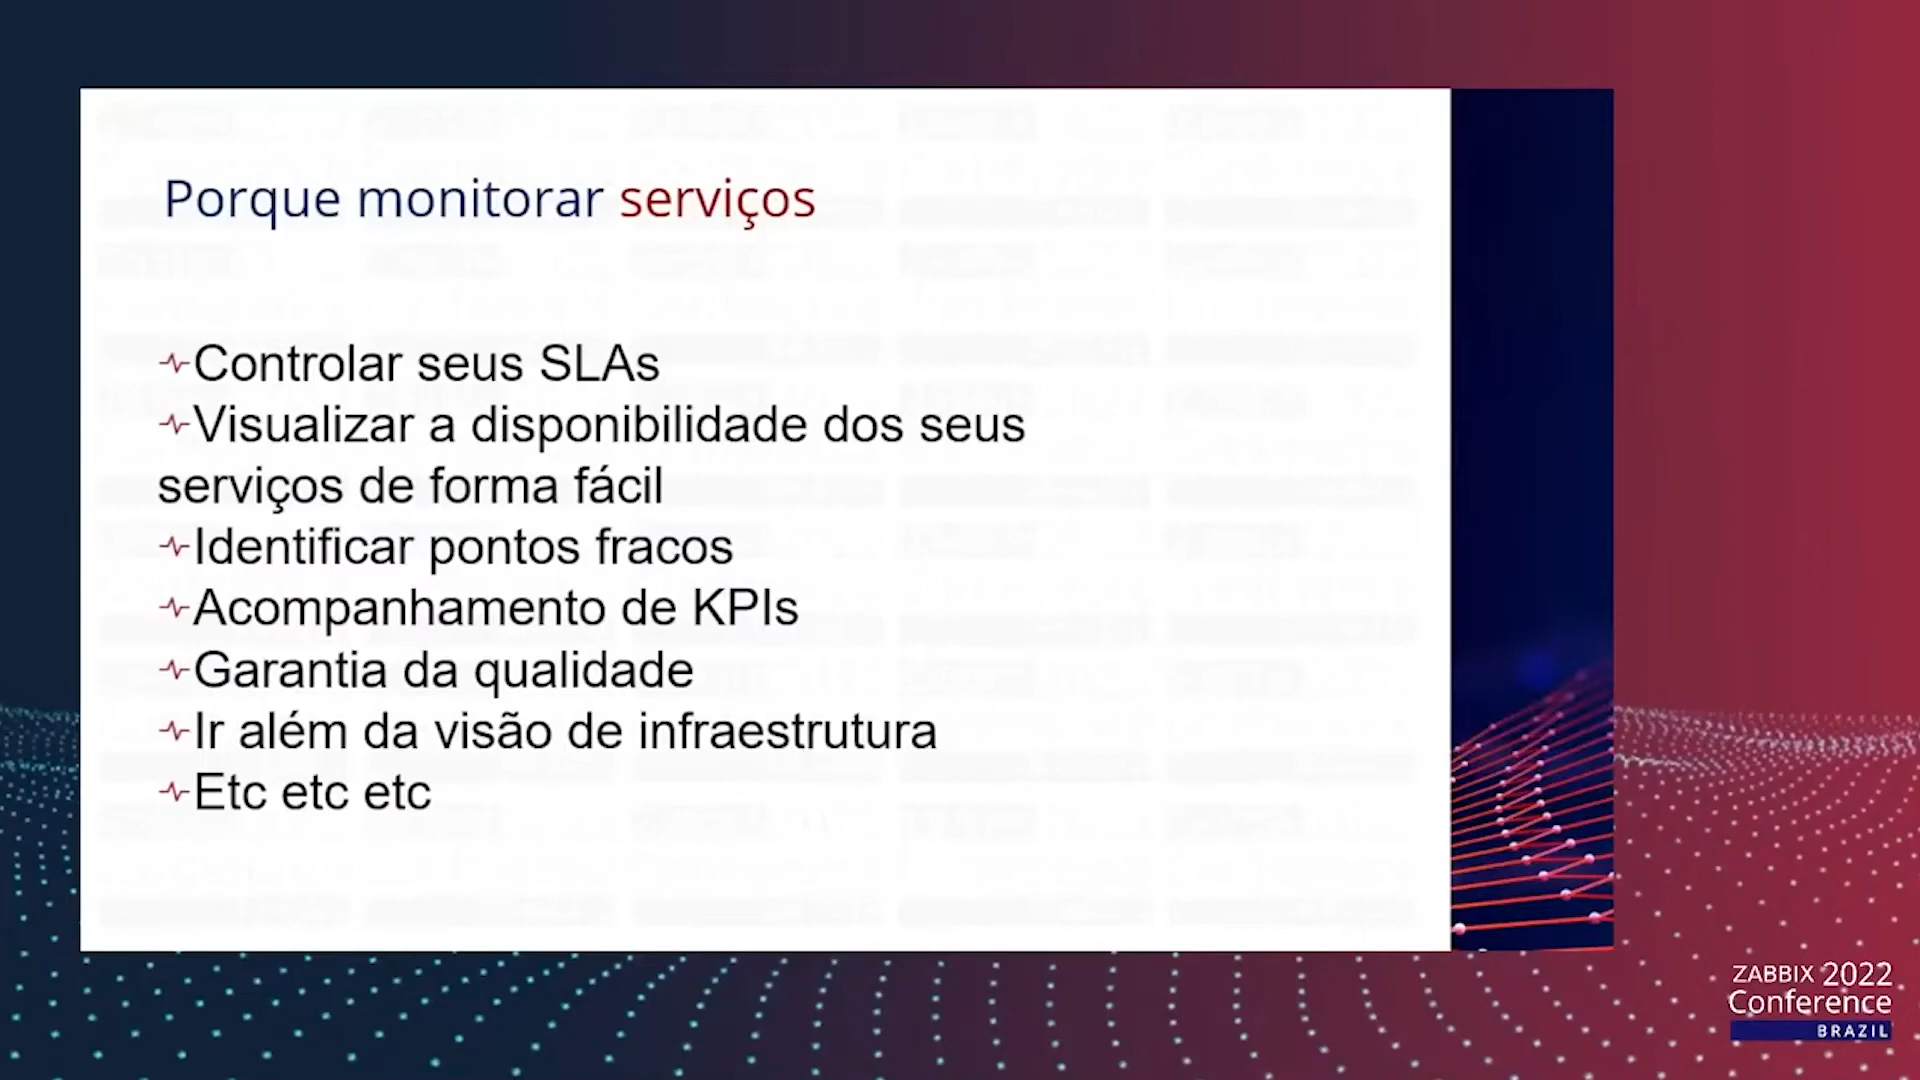 Porque monitorar serviços
Controlar seus SLAs
Visualizar a disponibilidade dos seus
serviços de forma fácil
Identificar pontos fracos
Acompanhamento de KPIs
Garantia da qualidade
Ir além da visão de infraestrutura
Etc etc etc
ZABBIX 2022
Conference
BRAZIL